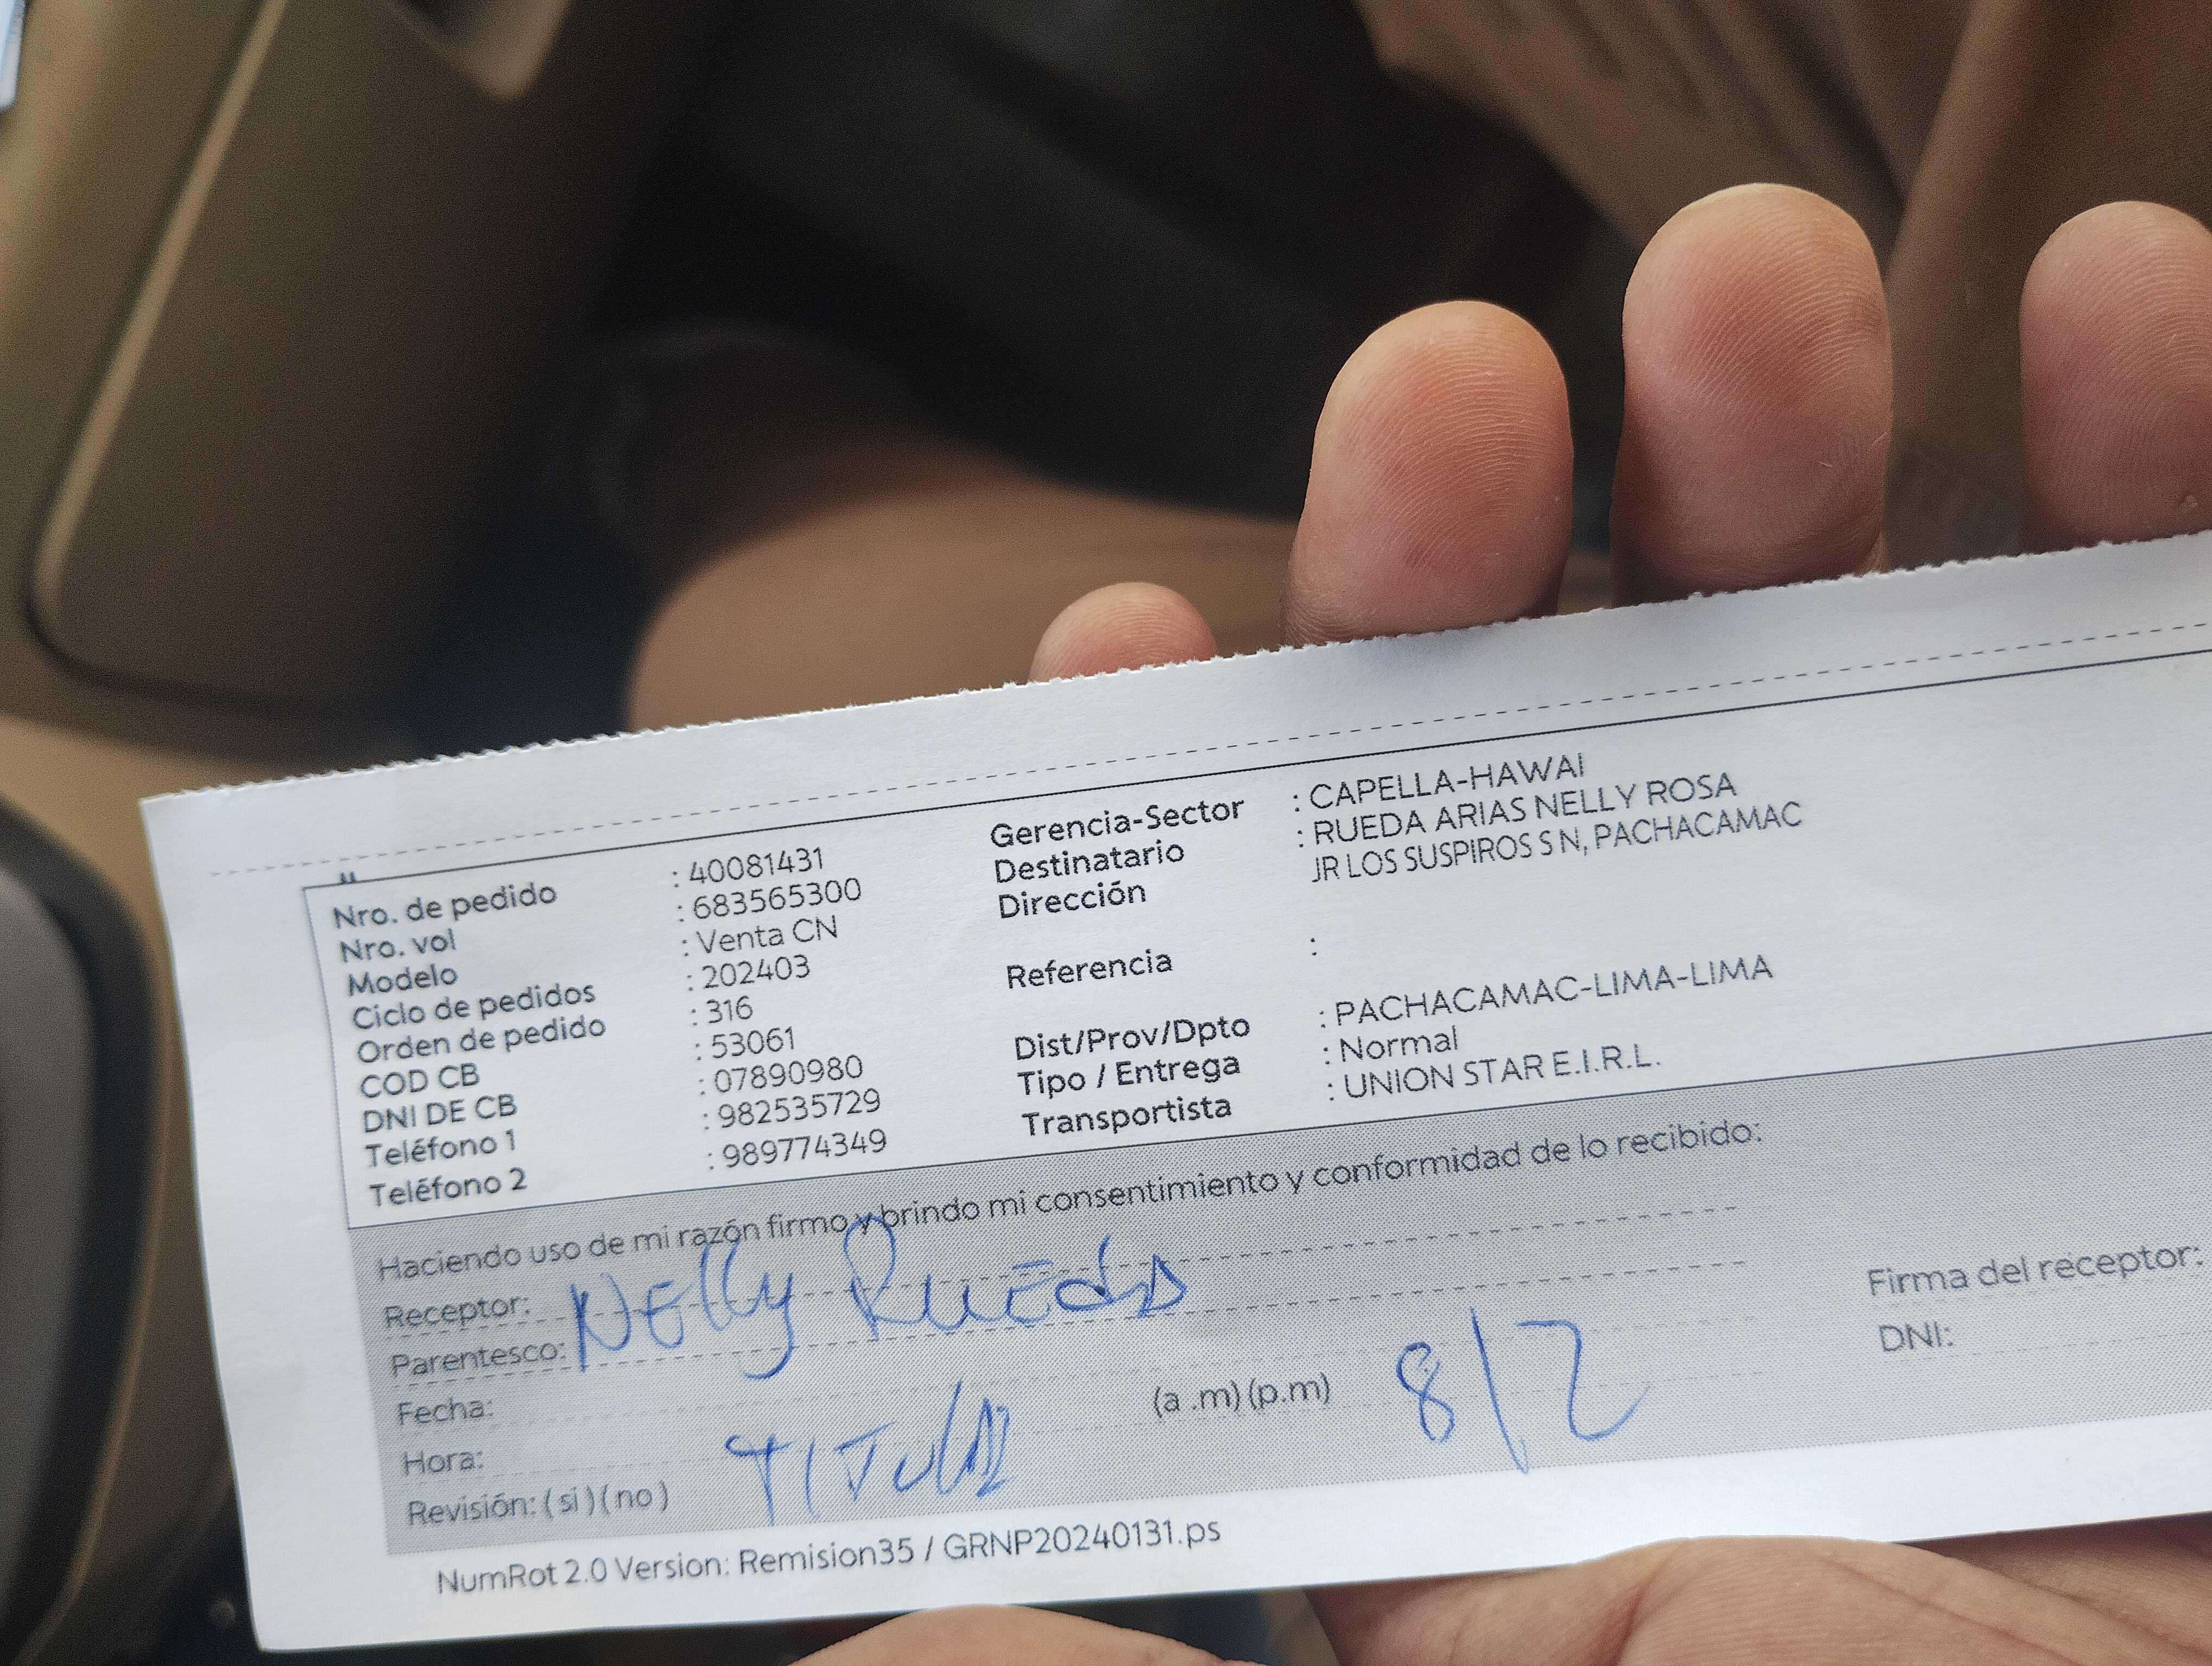 Nro. de pedido : 40081431
Nro. vol : 683565300
Modelo : Venta CN
Ciclo de pedidos : 202403
Orden de pedido : 316
COD CB : 53061
DNI DE CB : 07890980
Teléfono 1 : 982535729
Teléfono 2 : 989774349
Gerencia-Sector : CAPELLA-HAWAI
Destinatario : RUEDA ARIAS NELLY ROSA
Dirección JR LOS SUSPIROS S N, PACHACAMAC
Referencia :
Dist/Prov/Dpto : PACHACAMAC-LIMA-LIMA
Tipo / Entrega : Normal
Transportista : UNION STAR E.I.R.L.
Haciendo uso de mi razón firmo y brindo mi consentimiento y conformidad de lo recibido:
Receptor: Nelly Rueda
Parentesco:
Fecha:
Hora: (a .m) (p.m) 8/2
Revisión: ( si ) ( no ) Titular
Firma del receptor:
DNI:
NumRot 2.0 Version: Remision35 / GRNP20240131.ps